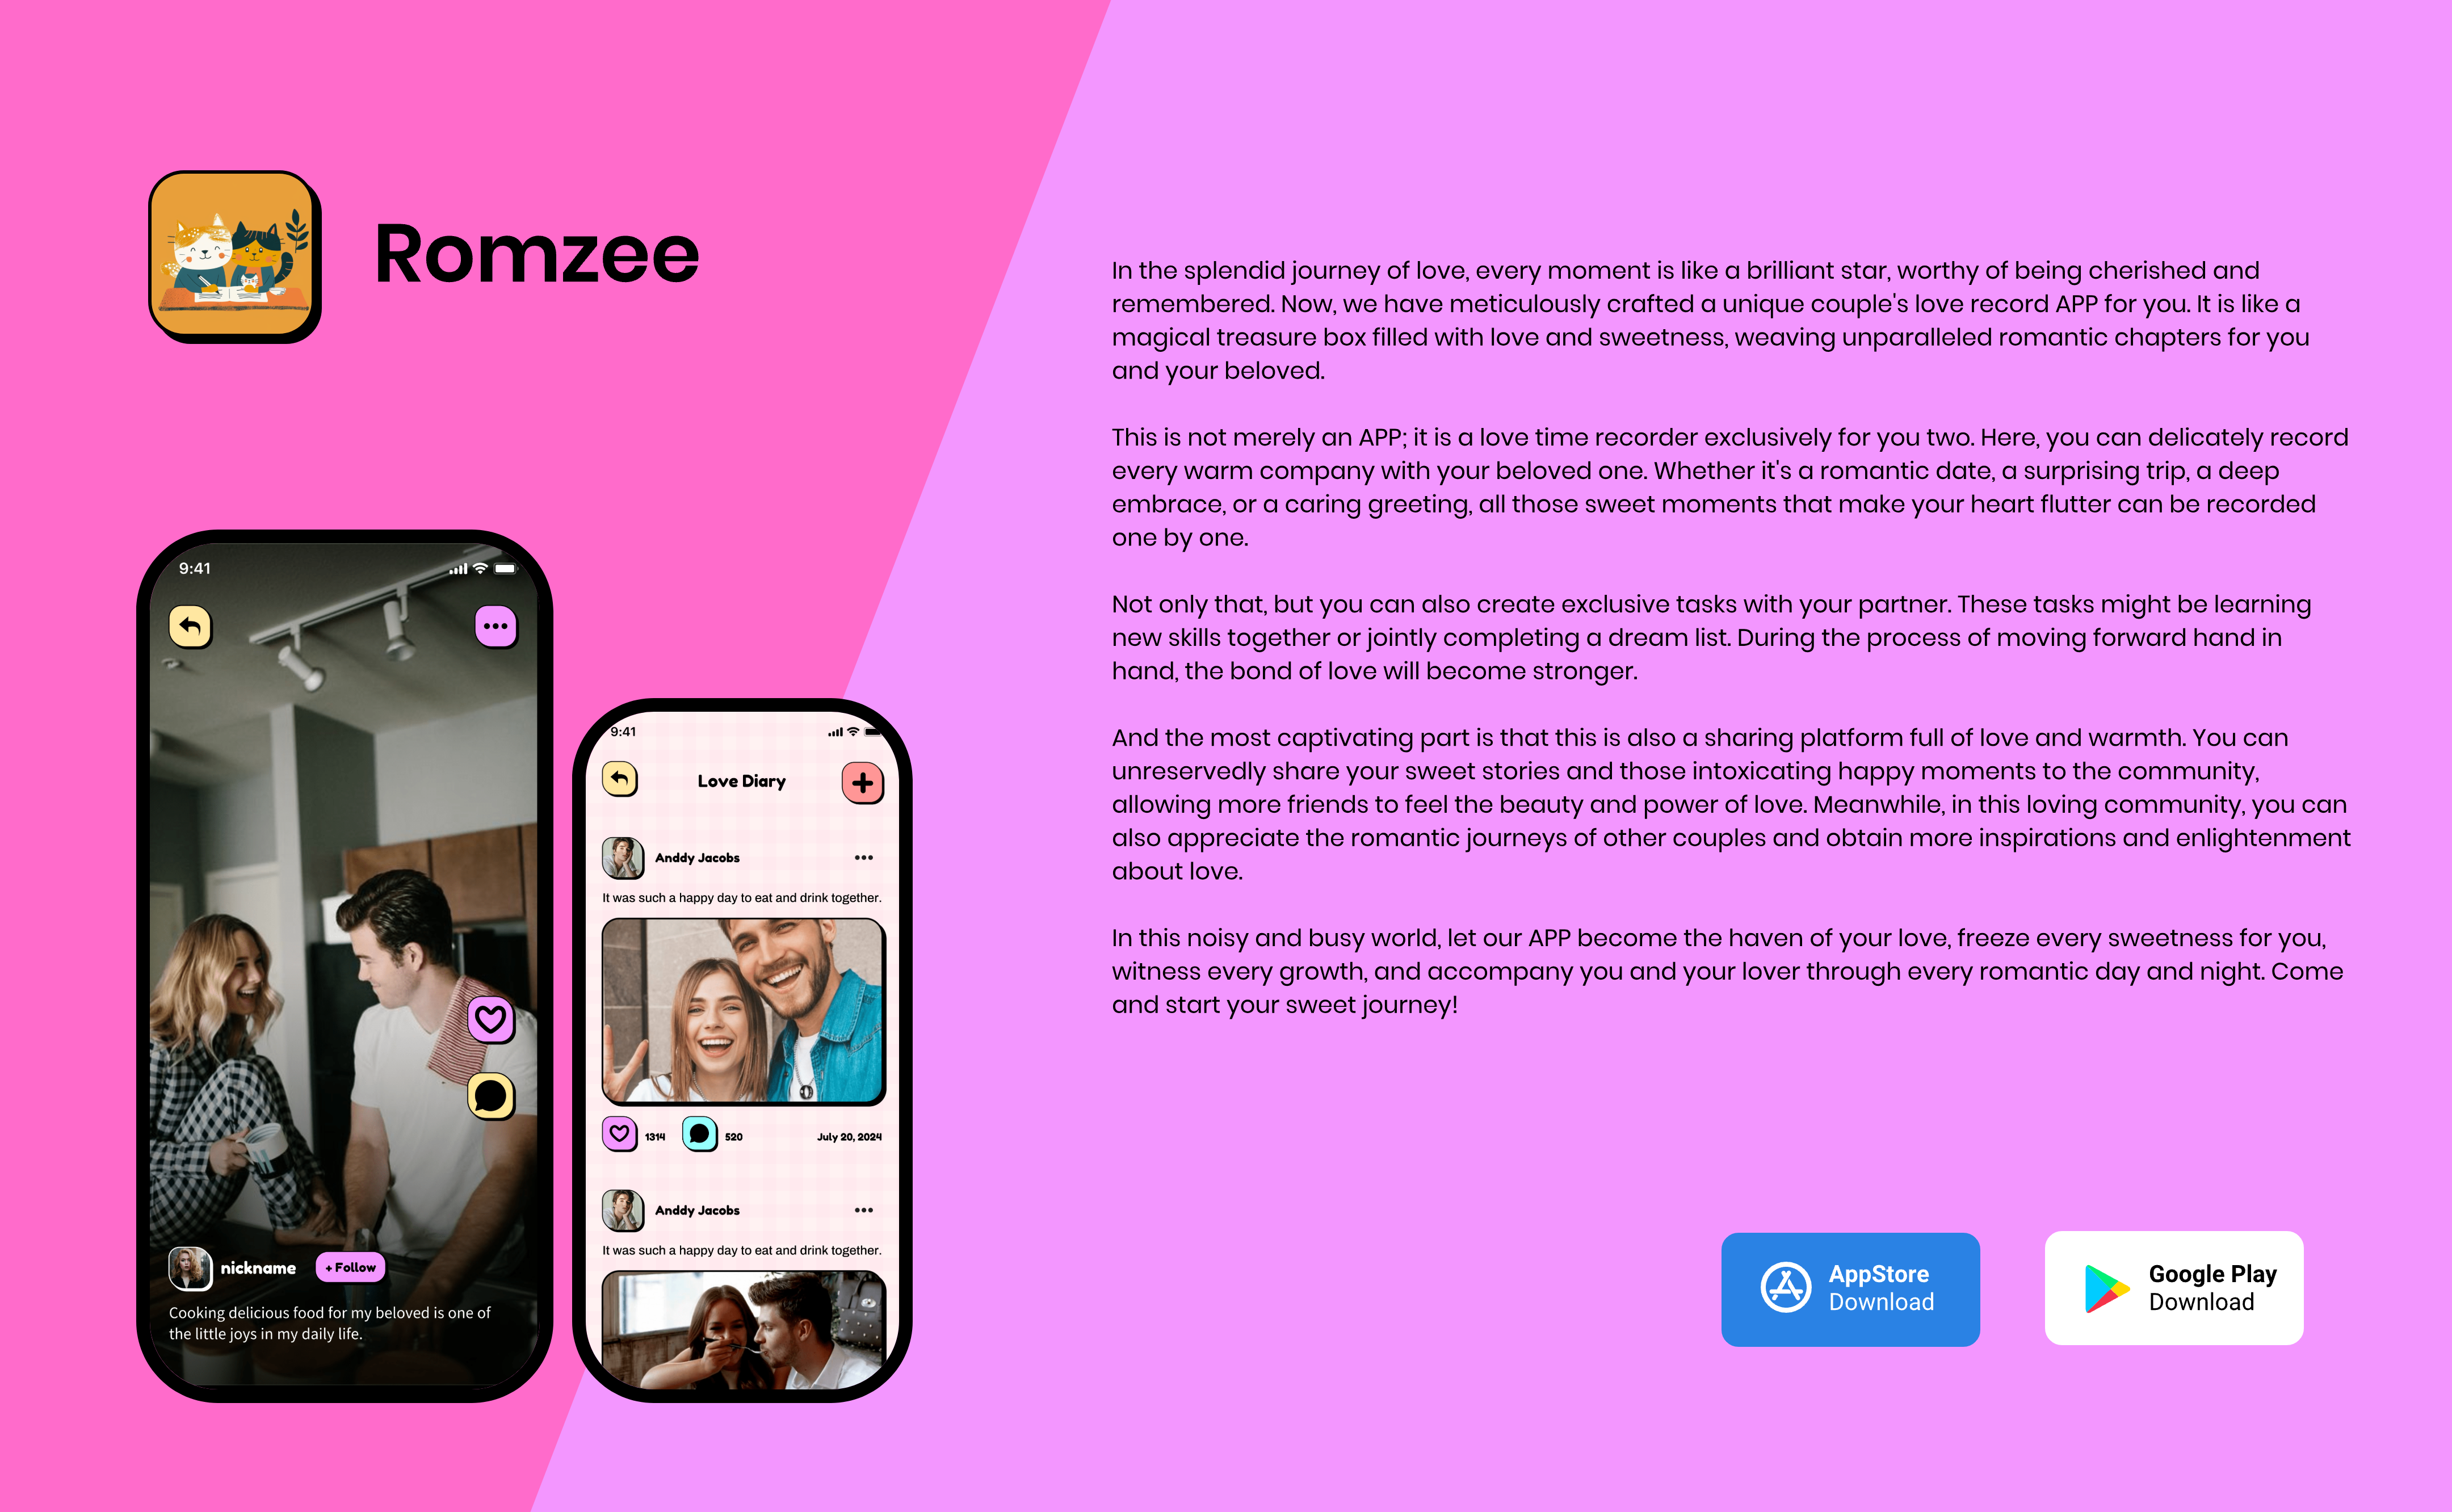 Romzee
9:41
nickname
+ Follow
Cooking delicious food for my beloved is one of
the little joys in my daily life.
9:41
Love Diary
Anddy Jacobs
It was such a happy day to eat and drink together.
1314
520
July 20, 2024
Anddy Jacobs
It was such a happy day to eat and drink together.
In the splendid journey of love, every moment is like a brilliant star, worthy of being cherished and
remembered. Now, we have meticulously crafted a unique couple's love record APP for you. It is like a
magical treasure box filled with love and sweetness, weaving unparalleled romantic chapters for you
and your beloved.
This is not merely an APP; it is a love time recorder exclusively for you two. Here, you can delicately record
every warm company with your beloved one. Whether it's a romantic date, a surprising trip, a deep
embrace, or a caring greeting, all those sweet moments that make your heart flutter can be recorded
one by one.
Not only that, but you can also create exclusive tasks with your partner. These tasks might be learning
new skills together or jointly completing a dream list. During the process of moving forward hand in
hand, the bond of love will become stronger.
And the most captivating part is that this is also a sharing platform full of love and warmth. You can
unreservedly share your sweet stories and those intoxicating happy moments to the community,
allowing more friends to feel the beauty and power of love. Meanwhile, in this loving community, you can
also appreciate the romantic journeys of other couples and obtain more inspirations and enlightenment
about love.
In this noisy and busy world, let our APP become the haven of your love, freeze every sweetness for you,
witness every growth, and accompany you and your lover through every romantic day and night. Come
and start your sweet journey!
AppStore
Download
Google Play
Download